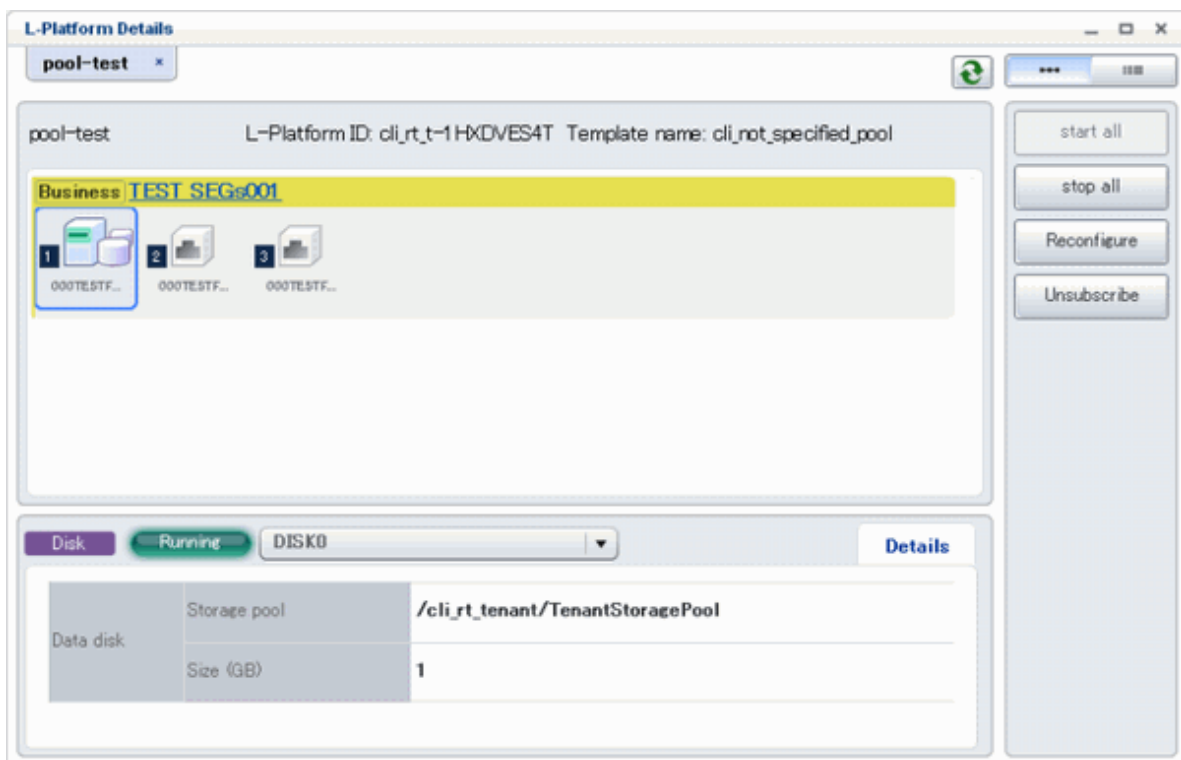 L-Platform Details
pool-test ×
pool-test L-Platform ID: cli_rt_t-1HXDVES4T Template name: cli_not_specified_pool
Business TEST SEGs001
1 2 3
000TESTF... 000TESTF... 000TESTF...
start all
stop all
Reconfigure
Unsubscribe
Disk Running DISK0 Details
Data disk
Storage pool /cli_rt_tenant/TenantStoragePool
Size (GB) 1